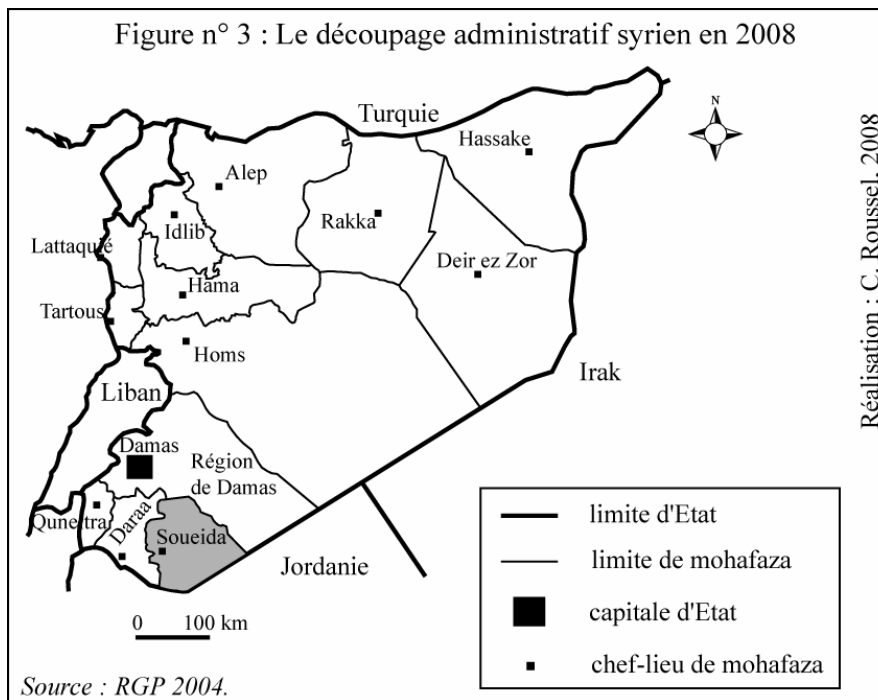 Figure n° 3 : Le découpage administratif syrien en 2008
Turquie
N
Hassake
Alep
Rakka
Idlib
Lattaquié
Deir ez Zor
Hama
Tartous
Homs
Irak
Liban
Damas
Région
de Damas
Quneitra
Daraa
Soueida
Jordanie
0 100 km
limite d'Etat
limite de mohafaza
capitale d'Etat
chef-lieu de mohafaza
Source : RGP 2004.
Réalisation : C. Roussel, 2008